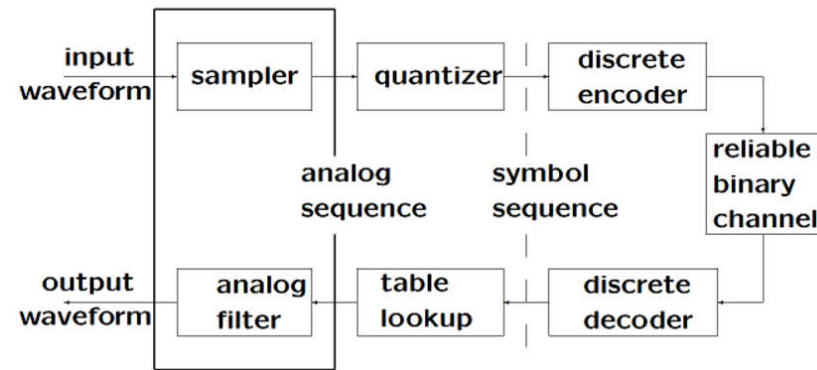 input
waveform
sampler
quantizer
discrete
encoder
reliable
binary
channel
analog
sequence
symbol
sequence
output
waveform
analog
filter
table
lookup
discrete
decoder